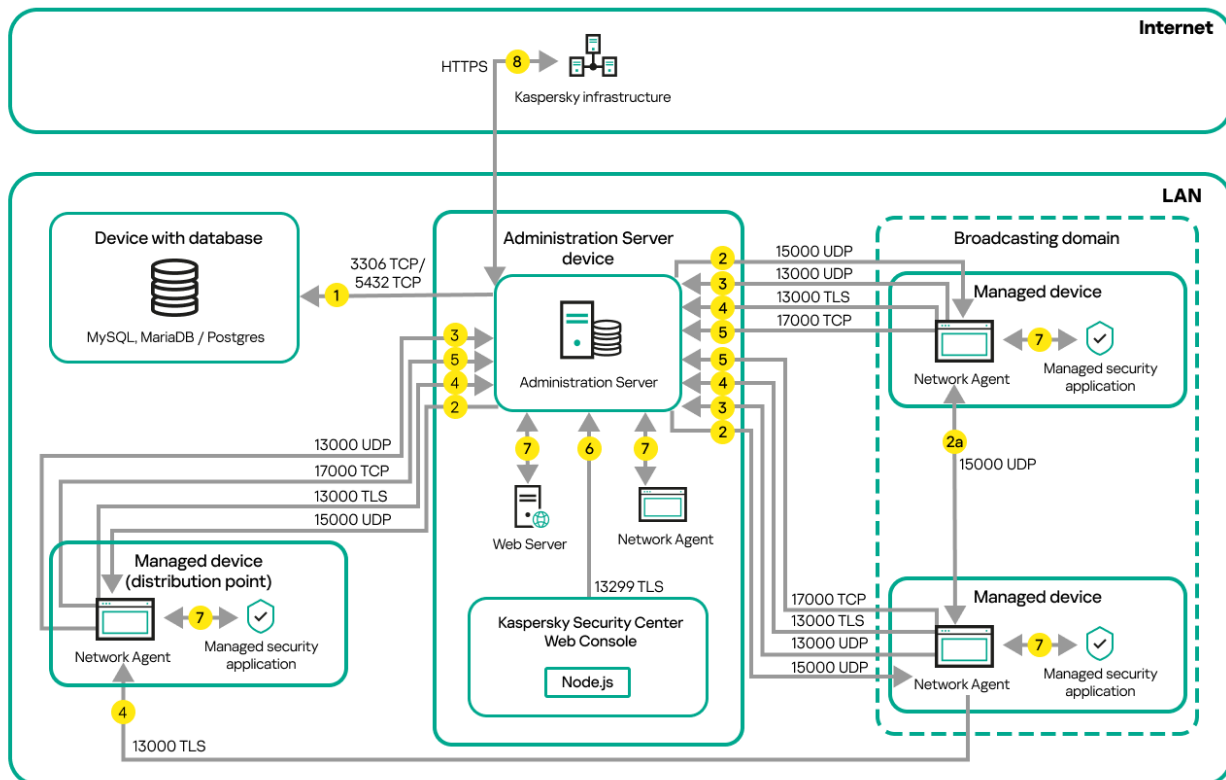 Internet
HTTPS
8
Kaspersky infrastructure
LAN
Device with database
MySQL, MariaDB / Postgres
3306 TCP/
5432 TCP
1
Administration Server
device
Administration Server
3
5
4
2
13000 UDP
17000 TCP
13000 TLS
15000 UDP
2
3
4
5
15000 UDP
13000 UDP
13000 TLS
17000 TCP
5
4
3
2
Broadcasting domain
Managed device
Network Agent
7
Managed security
application
2a
15000 UDP
7
Web Server
6
7
Network Agent
13299 TLS
Kaspersky Security Center
Web Console
Node.js
Managed device
(distribution point)
Network Agent
7
Managed security
application
17000 TCP
13000 TLS
13000 UDP
15000 UDP
Managed device
Network Agent
7
Managed security
application
4
13000 TLS